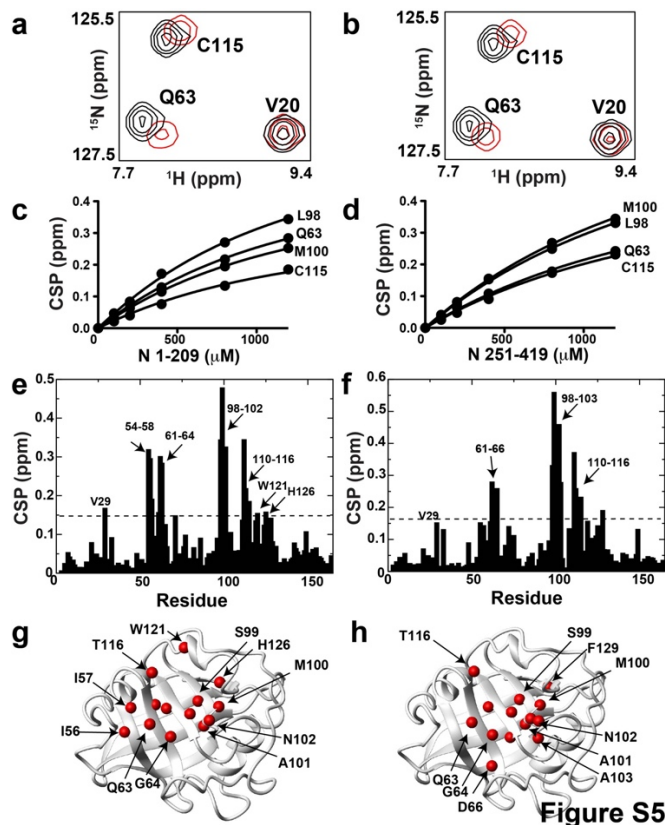 a
125.5
C115
Q63
V20
127.5
¹⁵N (ppm)
7.7
9.4
¹H (ppm)
b
125.5
C115
Q63
V20
127.5
¹⁵N (ppm)
7.7
9.4
¹H (ppm)
c
0.4
0.3
0.2
0.1
0.0
CSP (ppm)
L98
Q63
M100
C115
0
500
1000
N 1-209 (μM)
d
0.4
0.3
0.2
0.1
0.0
CSP (ppm)
M100
L98
Q63
C115
0
500
1000
N 251-419 (μM)
e
0.5
0.4
0.3
0.2
0.1
0
CSP (ppm)
54-58
61-64
98-102
110-116
W121
H126
V29
50
100
150
Residue
f
0.6
0.5
0.4
0.3
0.2
0.1
0
CSP (ppm)
98-103
61-66
110-116
V29
0
50
100
150
Residue
g
W121
T116
S99
H126
M100
I57
I56
N102
A101
Q63
G64
h
T116
S99
F129
M100
N102
A101
A103
Q63
G64
D66
Figure S5